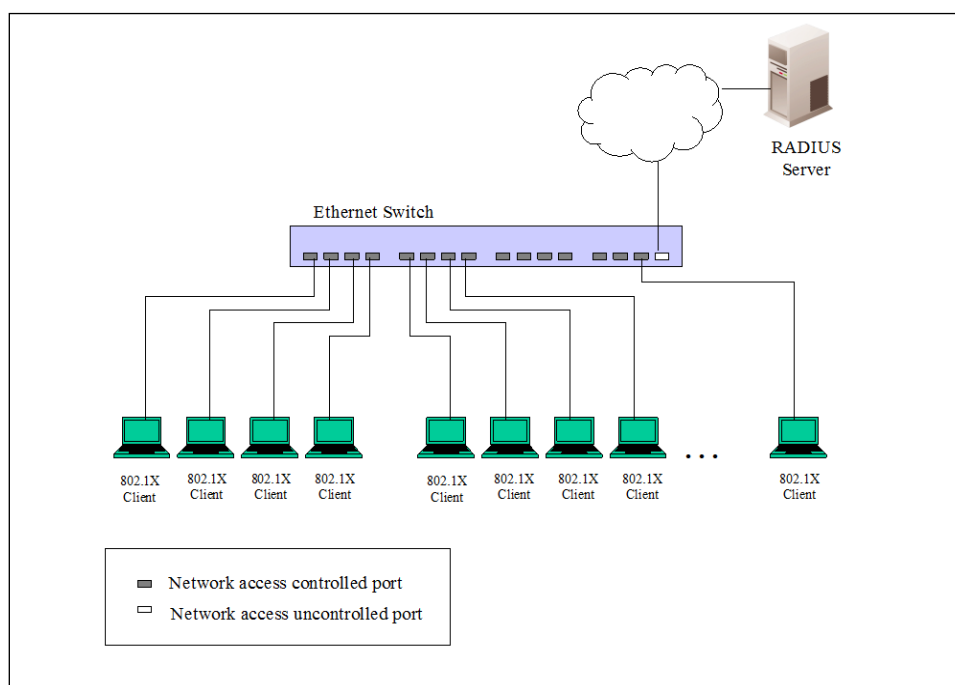 RADIUS
Server
Ethernet Switch
802.1X
Client
802.1X
Client
802.1X
Client
802.1X
Client
802.1X
Client
802.1X
Client
802.1X
Client
802.1X
Client
...
802.1X
Client
Network access controlled port
Network access uncontrolled port